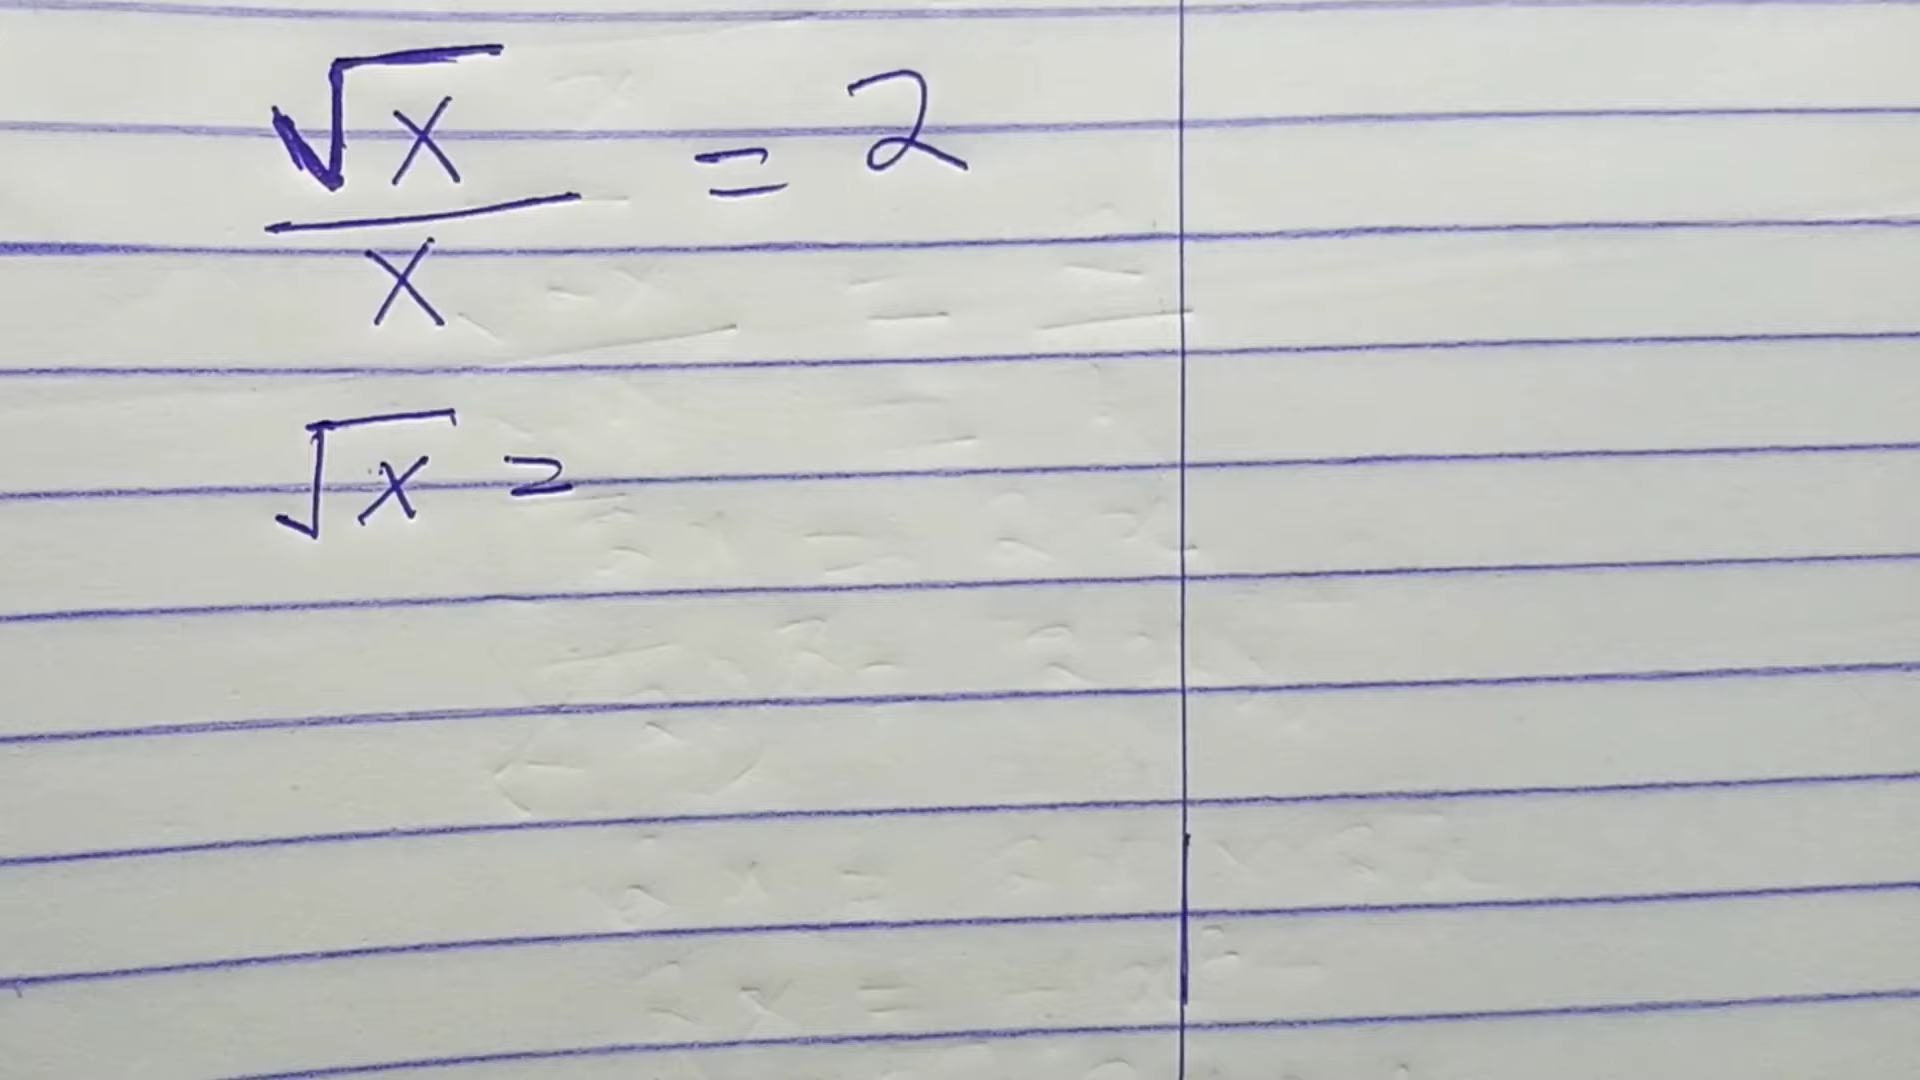 √x/x = 2
√x =